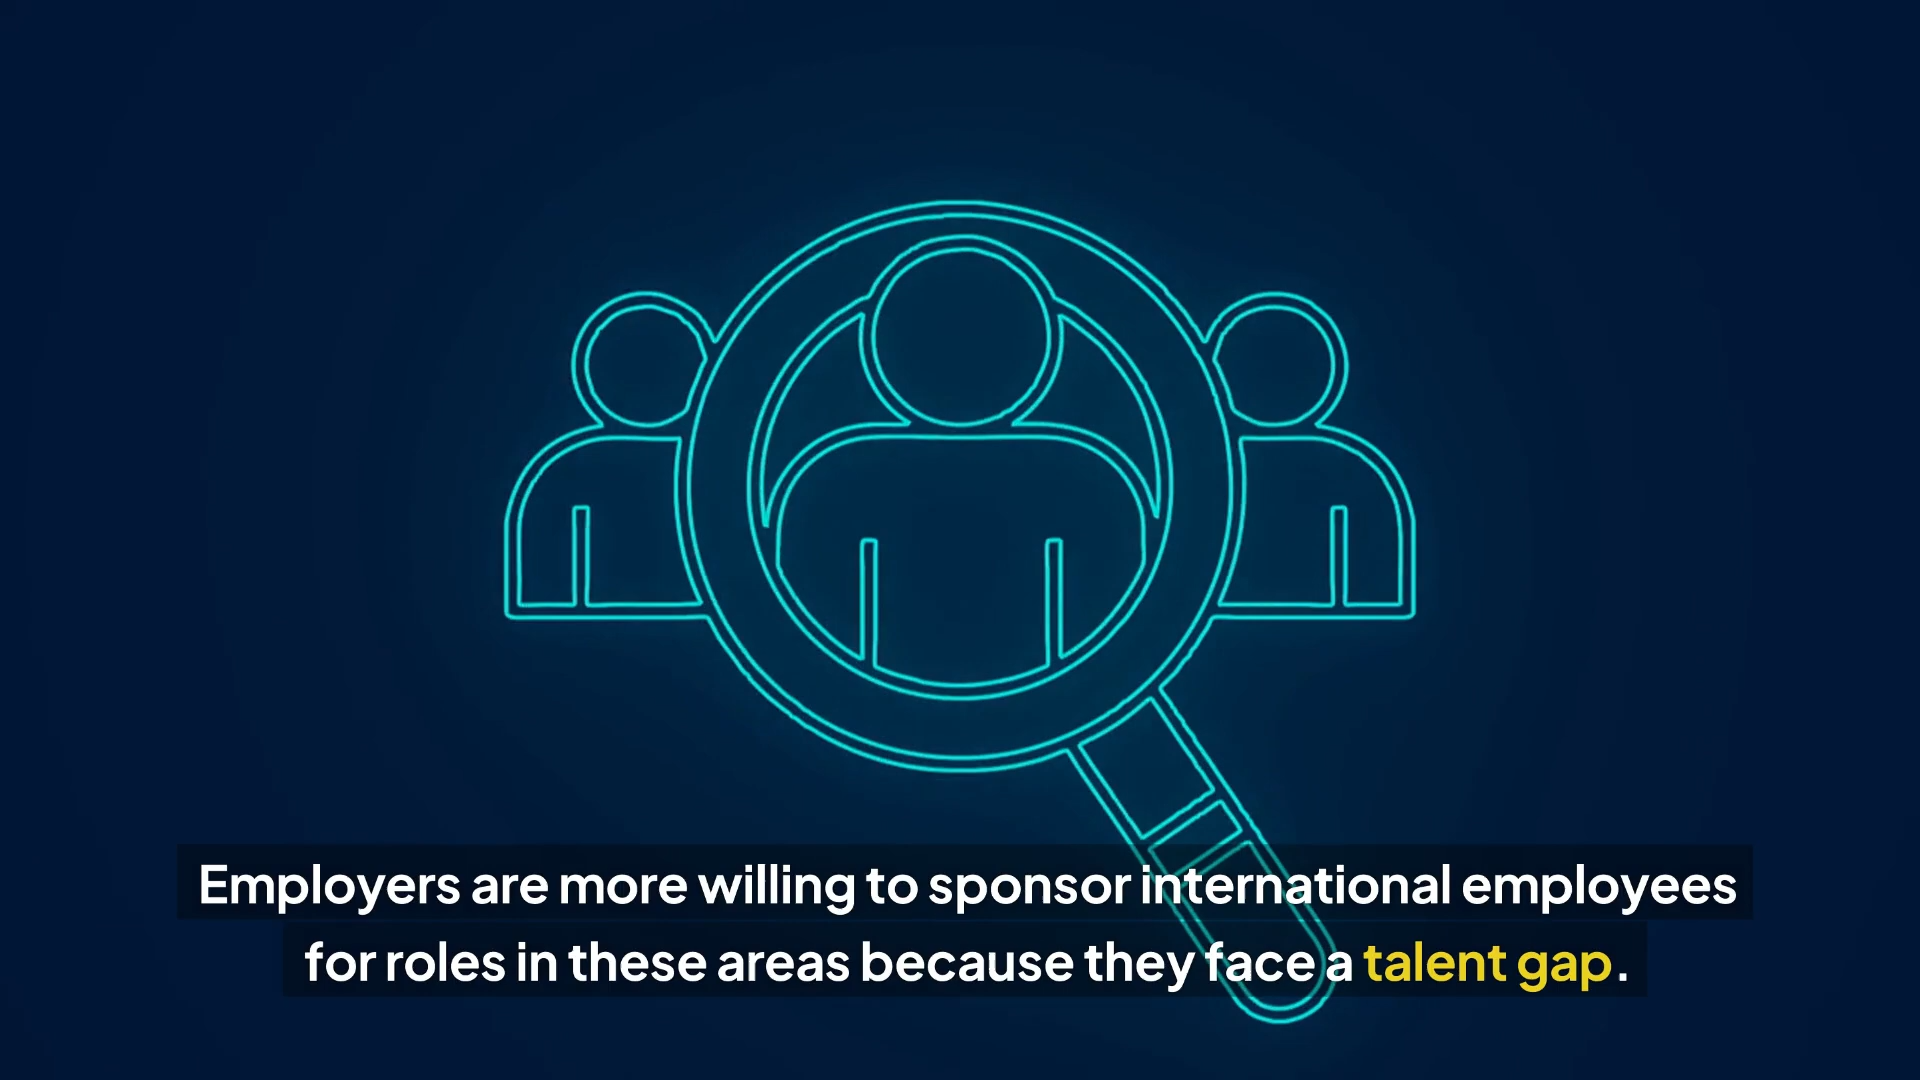 Employers are more willing to sponsor international employees
for roles in these areas because they face a talent gap.